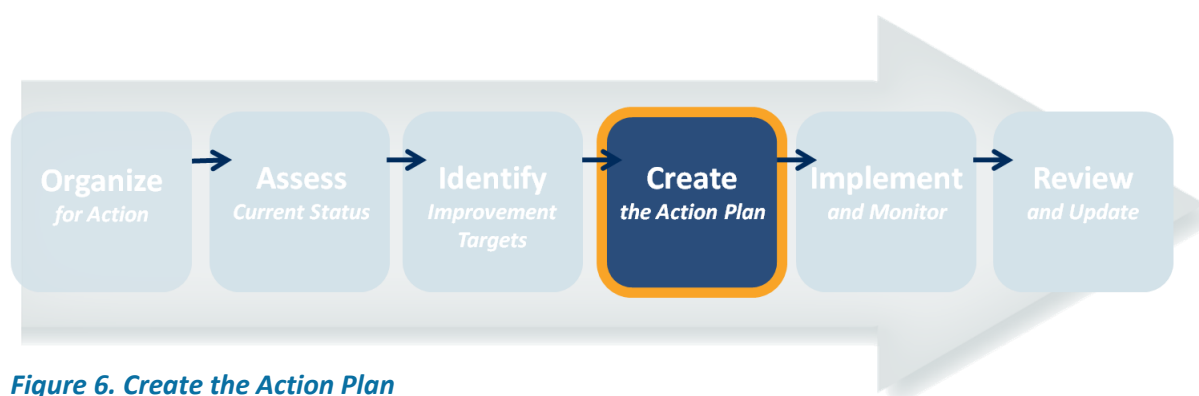 Organize
for Action
Assess
Current Status
Identify
Improvement
Targets
Create
the Action Plan
Implement
and Monitor
Review
and Update
Figure 6. Create the Action Plan